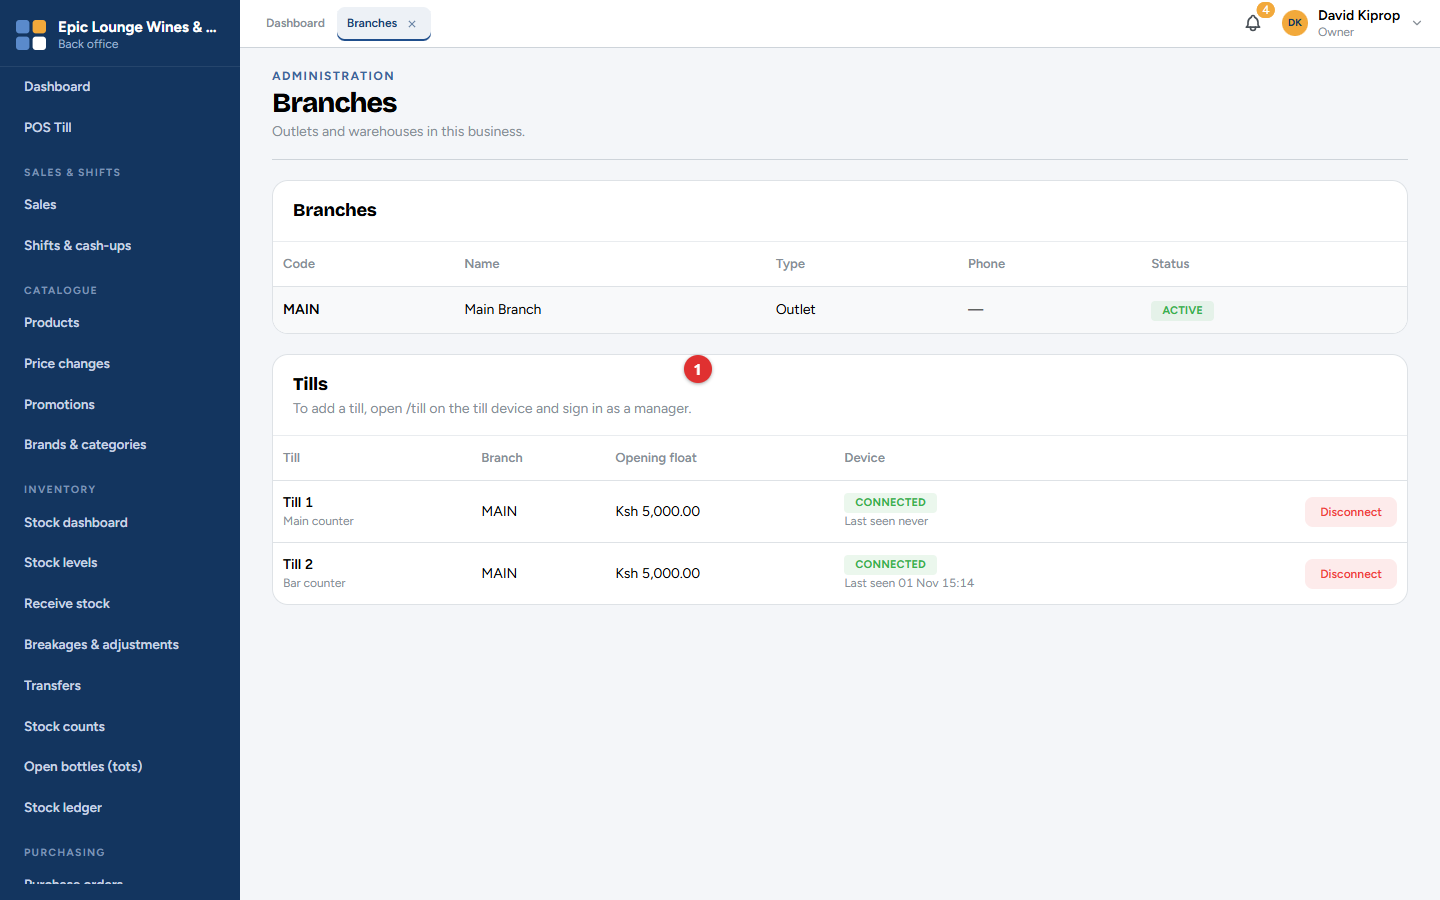 Epic Lounge Wines & ...
Back office
Dashboard
POS Till
SALES & SHIFTS
Sales
Shifts & cash-ups
CATALOGUE
Products
Price changes
Promotions
Brands & categories
INVENTORY
Stock dashboard
Stock levels
Receive stock
Breakages & adjustments
Transfers
Stock counts
Open bottles (tots)
Stock ledger
PURCHASING
Purchase orders
Dashboard
Branches ×
4
DK
David Kiprop
Owner
ADMINISTRATION
Branches
Outlets and warehouses in this business.
Branches
Code Name Type Phone Status
MAIN Main Branch Outlet — ACTIVE
1
Tills
To add a till, open /till on the till device and sign in as a manager.
Till Branch Opening float Device
Till 1
Main counter
MAIN
Ksh 5,000.00
CONNECTED
Last seen never
Disconnect
Till 2
Bar counter
MAIN
Ksh 5,000.00
CONNECTED
Last seen 01 Nov 15:14
Disconnect